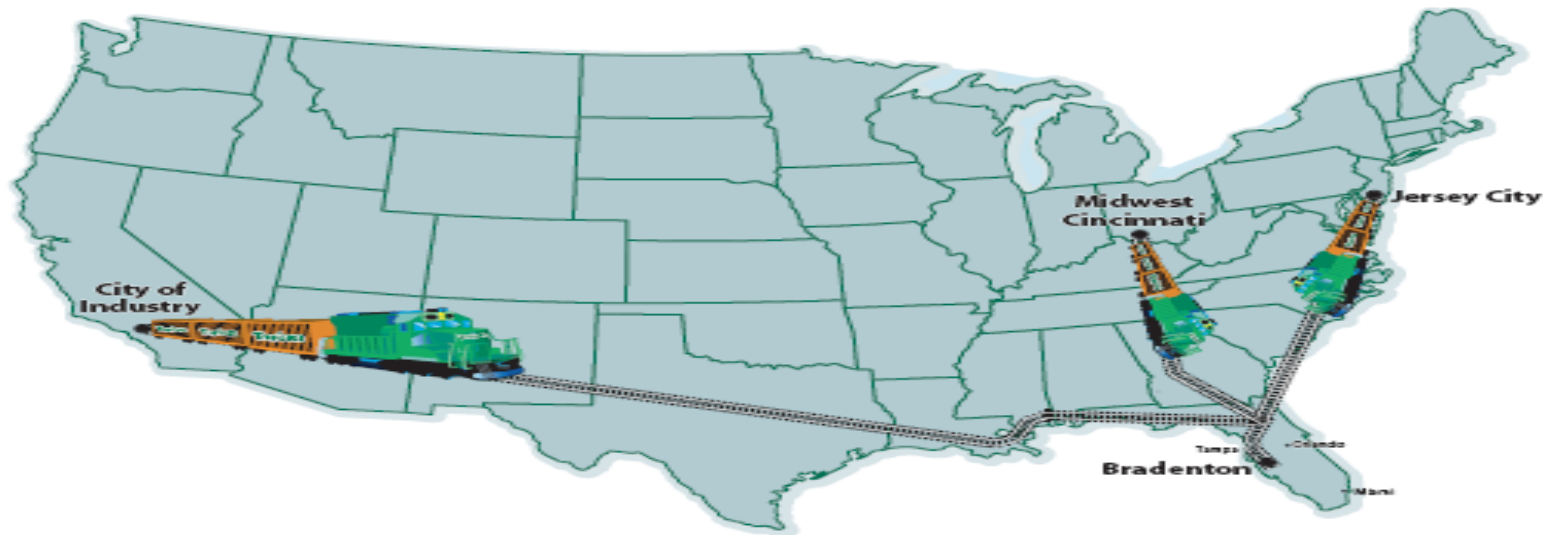 Midwest
Cincinnati
Jersey City
City of
Industry
Tampa
Orlando
Bradenton
Miami